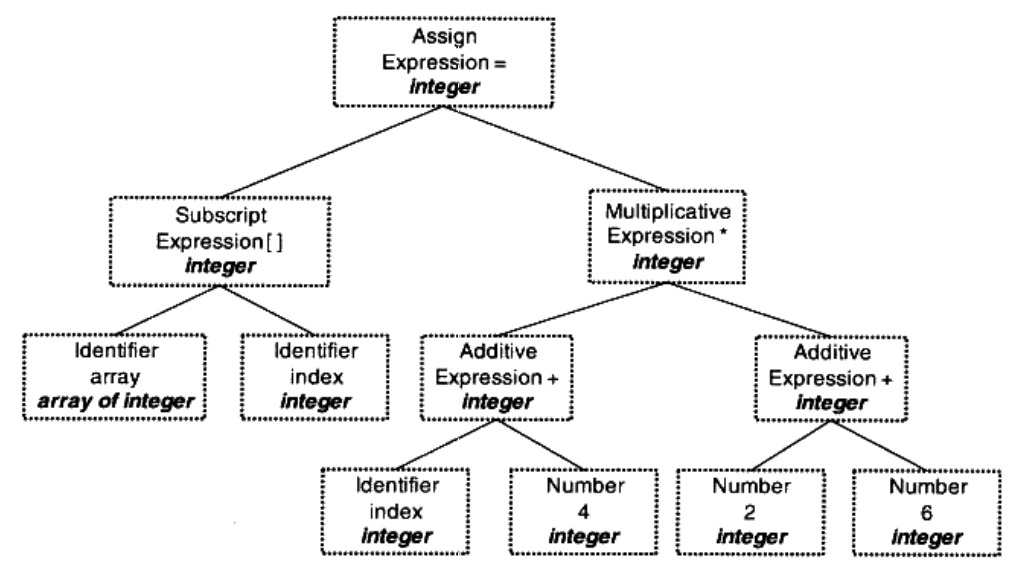 Assign
Expression =
integer
Subscript
Expression [ ]
integer
Multiplicative
Expression *
integer
Identifier
array
array of integer
Identifier
index
integer
Additive
Expression +
integer
Additive
Expression +
integer
Identifier
index
integer
Number
4
integer
Number
2
integer
Number
6
integer